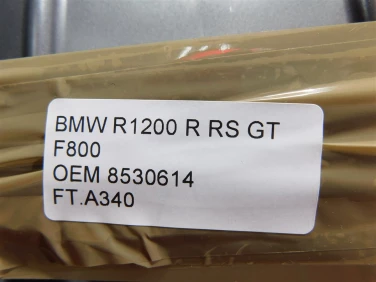 BMW R1200 R RS GT
F800
OEM 8530614
FT.A340